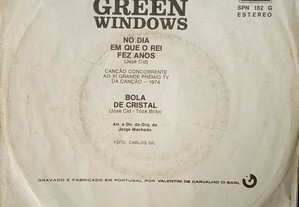 GREEN
WINDOWS
SPN 162 G
ESTEREO
NO DIA
EM QUE O REI
FEZ ANOS
(José Cid)
CANÇÃO CONCORRENTE
AO XI GRANDE PRÉMIO TV
DA CANÇÃO - 1974
BOLA
DE CRISTAL
(José Cid - Tózé Brito)
Arr. e Dir. de Orq. de
Jorge Machado
FOTO: CARLOS GIL
GRAVADO E FABRICADO EM PORTUGAL POR VALENTIM DE CARVALHO CI SARL